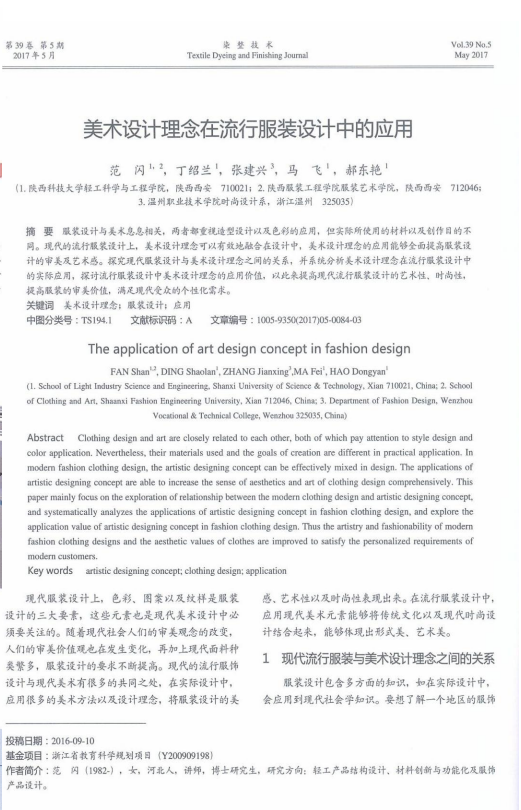 第39卷 第5期
染 整 技 术
Vol.39 No.5
2017年5月
Textile Dyeing and Finishing Journal
May 2017
美术设计理念在流行服装设计中的应用
范 闪1,2,丁绍兰1,张建兴3,马 飞1,郝东艳1
(1.陕西科技大学轻工科学与工程学院,陕西西安 710021;2.陕西服装工程学院服装艺术学院,陕西西安 712046;
3.温州职业技术学院时尚设计系,浙江温州 325035)
摘 要 服装设计与美术息息相关,两者都重视造型设计以及色彩的应用,但实际所使用的材料以及创作目的不
同。现代的流行服装设计上,美术设计理念可以有效地融合在设计中,美术设计理念的应用能够全面提高服装设
计的审美及艺术感。探究现代服装设计与美术设计理念之间的关系,并系统分析美术设计理念在流行服装设计中
的实际应用,探讨流行服装设计中美术设计理念的应用价值,以此来提高现代流行服装设计的艺术性、时尚性,
提高服装的审美价值,满足现代受众的个性化需求。
关键词 美术设计理念;服装设计;应用
中图分类号:TS194.1 文献标识码:A 文章编号:1005-9350(2017)05-0084-03
The application of art design concept in fashion design
FAN Shan1,2, DING Shaolan1, ZHANG Jianxing3,MA Fei1, HAO Dongyan1
(1. School of Light Industry Science and Engineering, Shanxi University of Science & Technology, Xian 710021, China; 2. School
of Clothing and Art, Shaanxi Fashion Engineering University, Xian 712046, China; 3. Department of Fashion Design, Wenzhou
Vocational & Technical College, Wenzhou 325035, China)
Abstract Clothing design and art are closely related to each other, both of which pay attention to style design and
color application. Nevertheless, their materials used and the goals of creation are different in practical application. In
modern fashion clothing design, the artistic designing concept can be effectively mixed in design. The applications of
artistic designing concept are able to increase the sense of aesthetics and art of clothing design comprehensively. This
paper mainly focus on the exploration of relationship between the modern clothing design and artistic designing concept,
and systematically analyzes the applications of artistic designing concept in fashion clothing design, and explore the
application value of artistic designing concept in fashion clothing design. Thus the artistry and fashionability of modern
fashion clothing designs and the aesthetic values of clothes are improved to satisfy the personalized requirements of
modern customers.
Key words artistic designing concept; clothing design; application
现代服装设计上,色彩、图案以及纹样是服装
设计的三大要素,这些元素也是现代美术设计中必
须要关注的。随着现代社会人们的审美观念的改变,
人们的审美价值观也在发生变化,再加上现代面料种
类繁多,服装设计的要求不断提高。现代的流行服饰
设计与现代美术有很多的共同之处,在实际设计中,
应用很多的美术方法以及设计理念,将服装设计的美
感、艺术性以及时尚性表现出来。在流行服装设计中,
应用现代美术元素能够将传统文化以及现代时尚设
计结合起来,能够体现出形式美、艺术美。
1 现代流行服装与美术设计理念之间的关系
服装设计包含多方面的知识,如在实际设计中,
会应用到现代社会学知识。要想了解一个地区的服饰
投稿日期:2016-09-10
基金项目:浙江省教育科学规划项目(Y200909198)
作者简介:范 闪(1982-),女,河北人,讲师,博士研究生,研究方向:轻工产品结构设计、材料创新与功能化及服饰
产品设计。